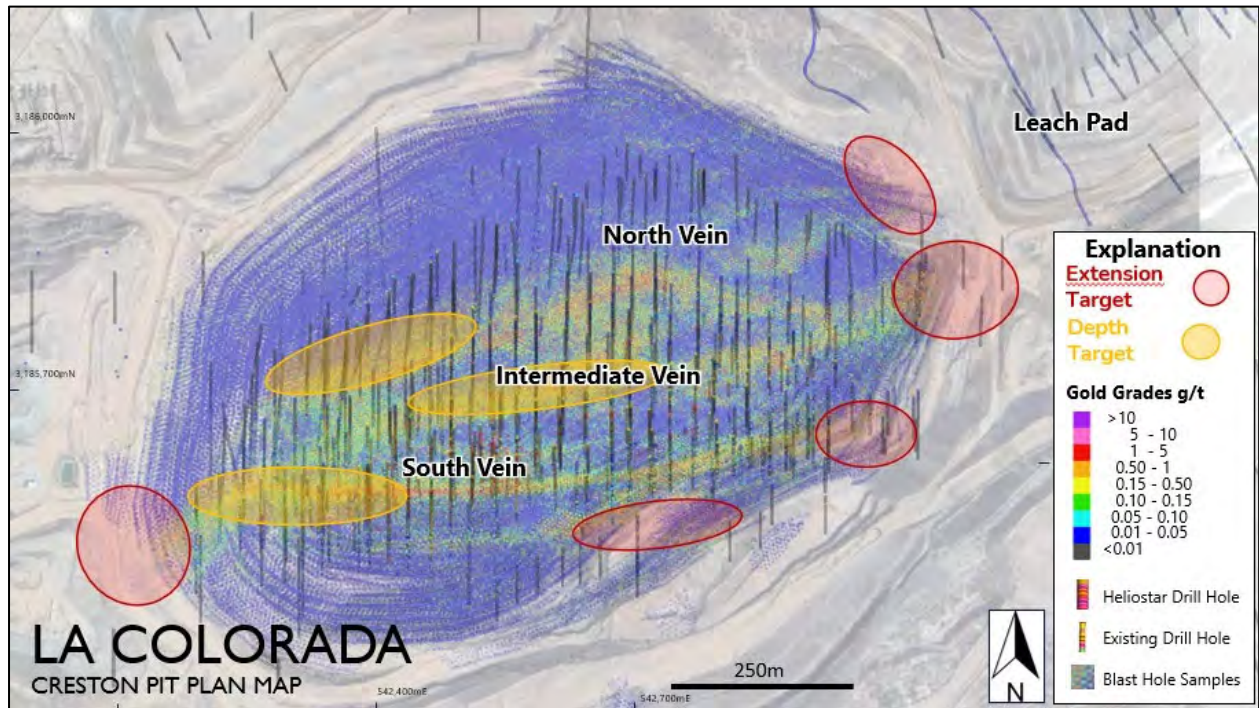 Leach Pad
3,186,000mN
North Vein
3,185,700mN
Intermediate Vein
South Vein
LA COLORADA
CRESTON PIT PLAN MAP
542,400mE
542,700mE
250m
N
Explanation
Extension
Target
Depth
Target
Gold Grades g/t
>10
5 - 10
1 - 5
0.50 - 1
0.15 - 0.50
0.10 - 0.15
0.05 - 0.10
0.01 - 0.05
<0.01
Heliostar Drill Hole
Existing Drill Hole
Blast Hole Samples